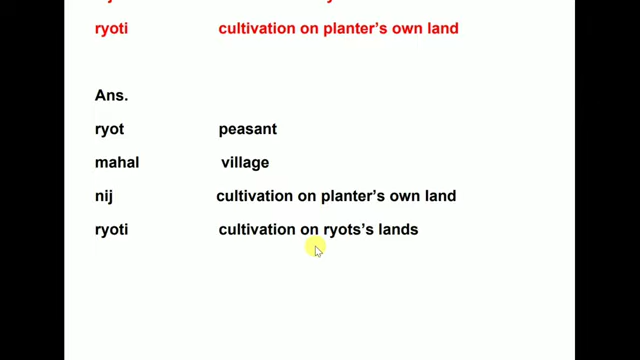 ryoti cultivation on planter's own land
Ans.
ryot peasant
mahal village
nij cultivation on planter's own land
ryoti cultivation on ryots's lands